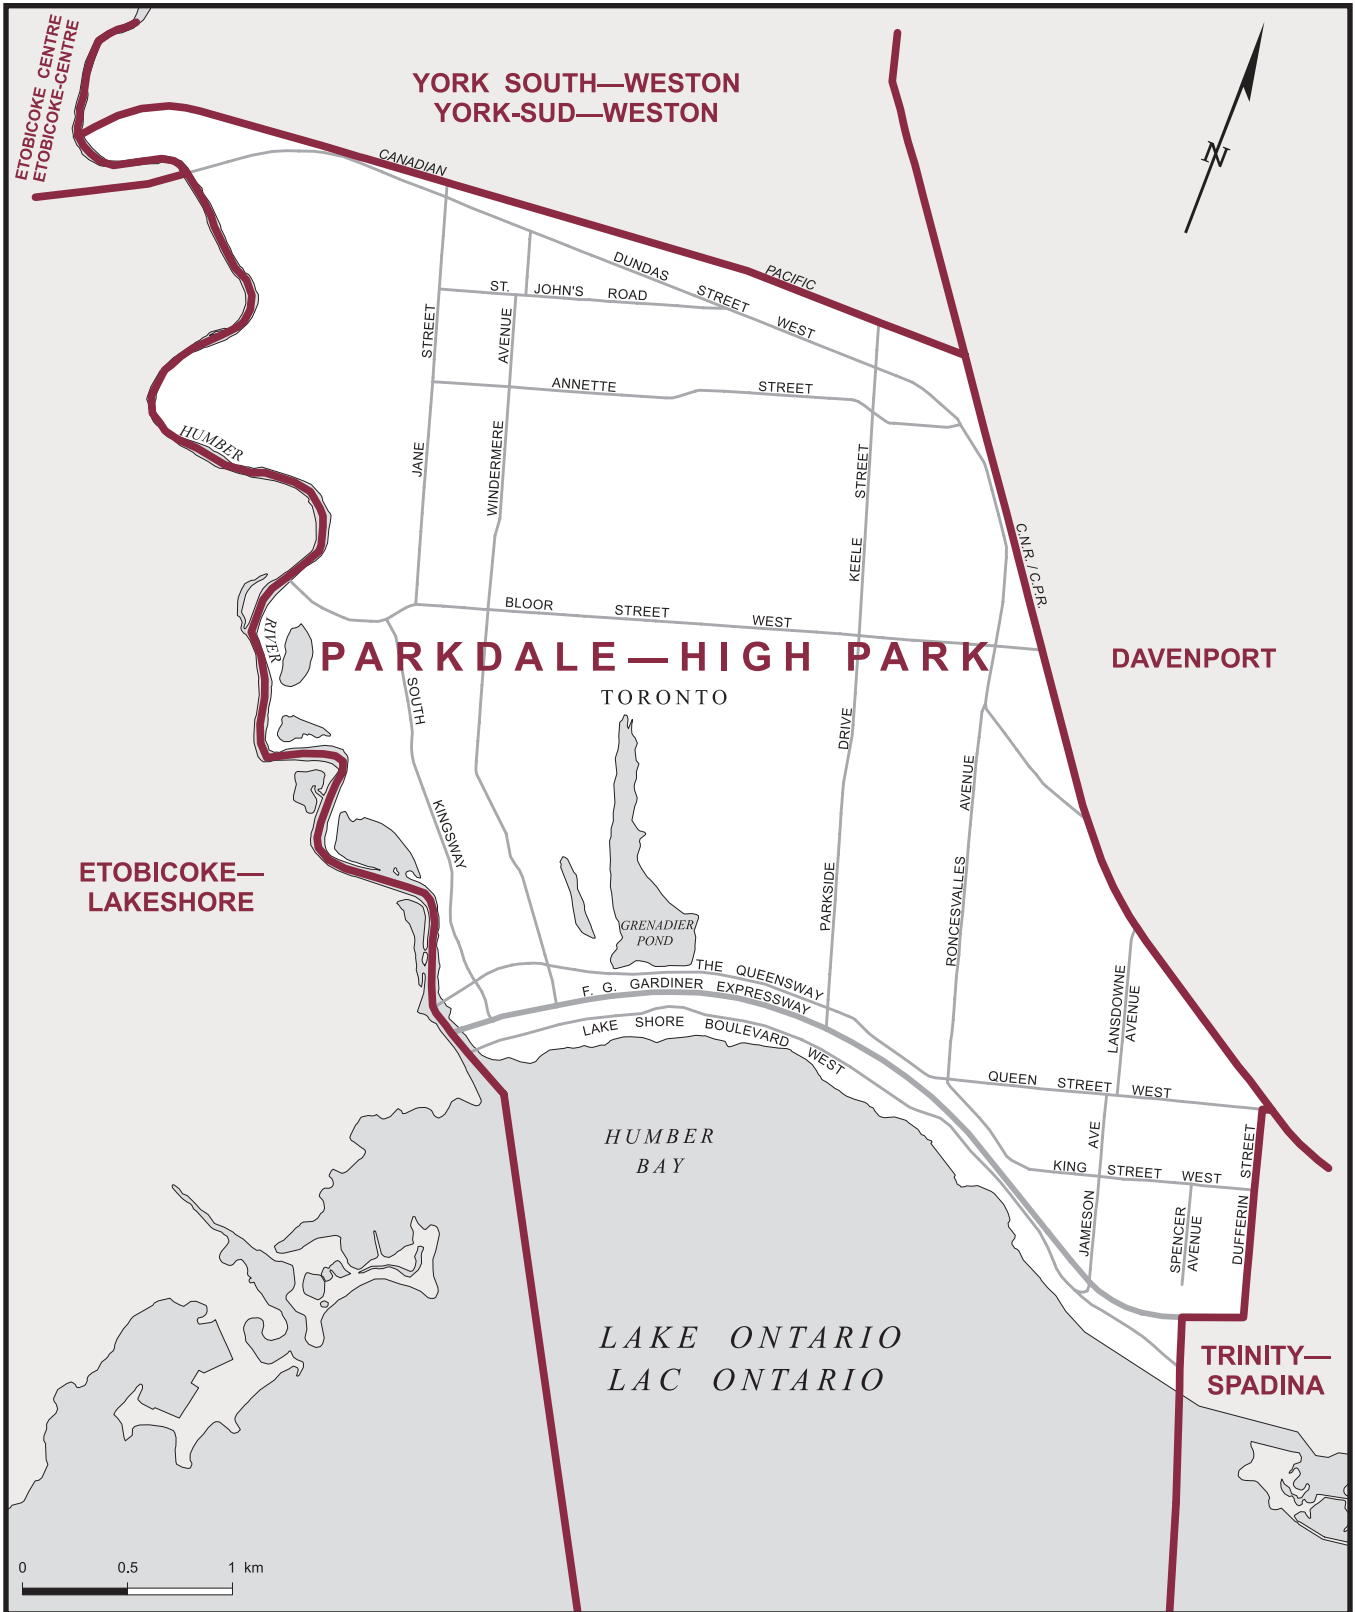 ETOBICOKE CENTRE
ETOBICOKE-CENTRE
YORK SOUTH—WESTON
YORK-SUD—WESTON
N
CANADIAN
PACIFIC
DUNDAS STREET WEST
ST. JOHN'S ROAD
STREET
AVENUE
ANNETTE STREET
HUMBER
JANE
WINDERMERE
STREET
KEELE
C.N.R. / C.P.R.
BLOOR STREET WEST
RIVER
PARKDALE—HIGH PARK
DAVENPORT
TORONTO
SOUTH
DRIVE
AVENUE
KINGSWAY
ETOBICOKE—
LAKESHORE
PARKSIDE
RONCESVALLES
GRENADIER
POND
THE QUEENSWAY
F. G. GARDINER EXPRESSWAY
LAKE SHORE BOULEVARD WEST
LANSDOWNE
AVENUE
QUEEN STREET WEST
HUMBER
BAY
AVE
STREET
KING STREET WEST
JAMESON
SPENCER
AVENUE
DUFFERIN
LAKE ONTARIO
LAC ONTARIO
TRINITY—
SPADINA
0 0.5 1 km